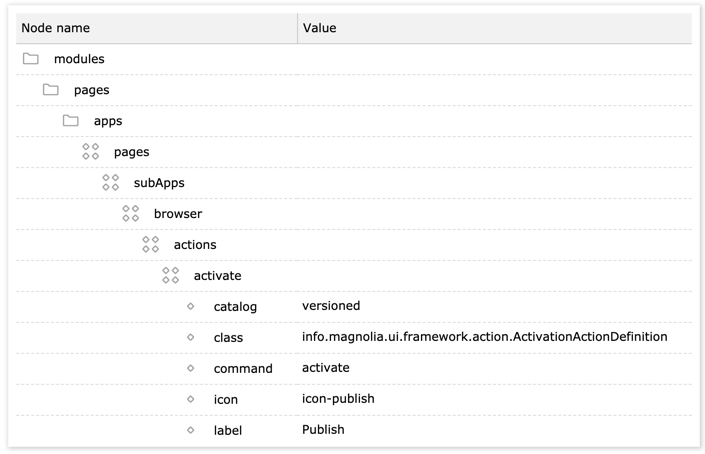 Node name Value
modules
pages
apps
pages
subApps
browser
actions
activate
catalog versioned
class info.magnolia.ui.framework.action.ActivationActionDefinition
command activate
icon icon-publish
label Publish